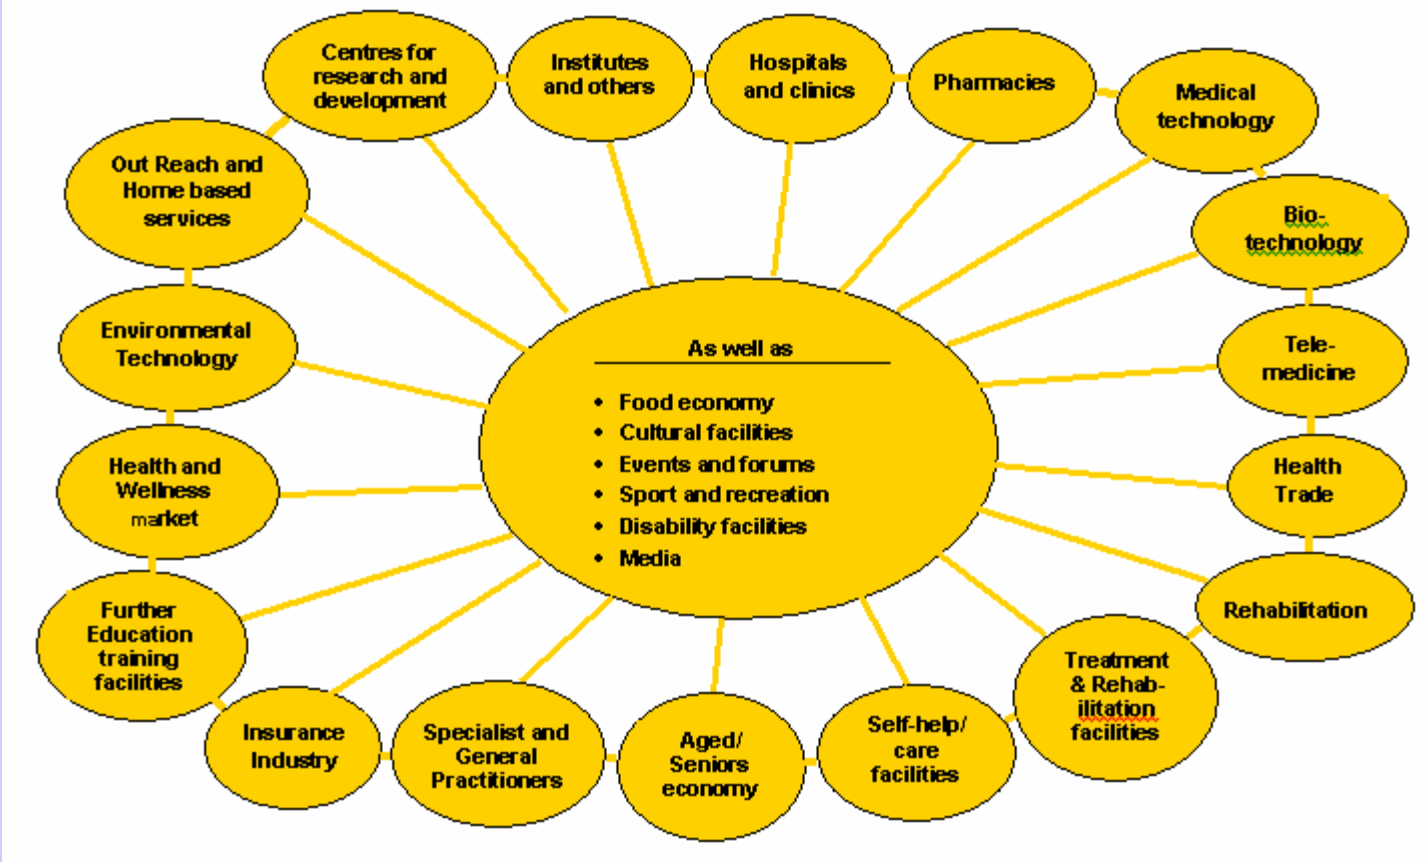 Centres for
research and
development
Institutes
and others
Hospitals
and clinics
Pharmacies
Medical
technology
Bio-
technology
Tele-
medicine
Health
Trade
Rehabilitation
Treatment
& Rehab-
ilitation
facilities
Self-help/
care
facilities
Aged/
Seniors
economy
Specialist and
General
Practitioners
Insurance
Industry
Further
Education
training
facilities
Health and
Wellness
market
Environmental
Technology
Out Reach and
Home based
services
As well as
• Food economy
• Cultural facilities
• Events and forums
• Sport and recreation
• Disability facilities
• Media